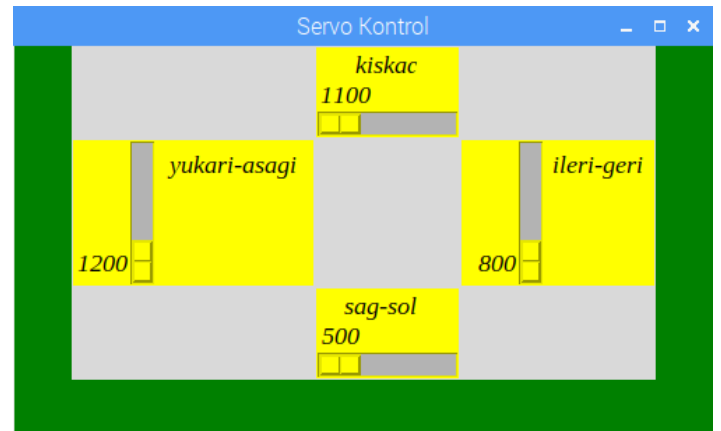 Servo Kontrol
kiskac
1100
yukari-asagi
1200
ileri-geri
800
sag-sol
500